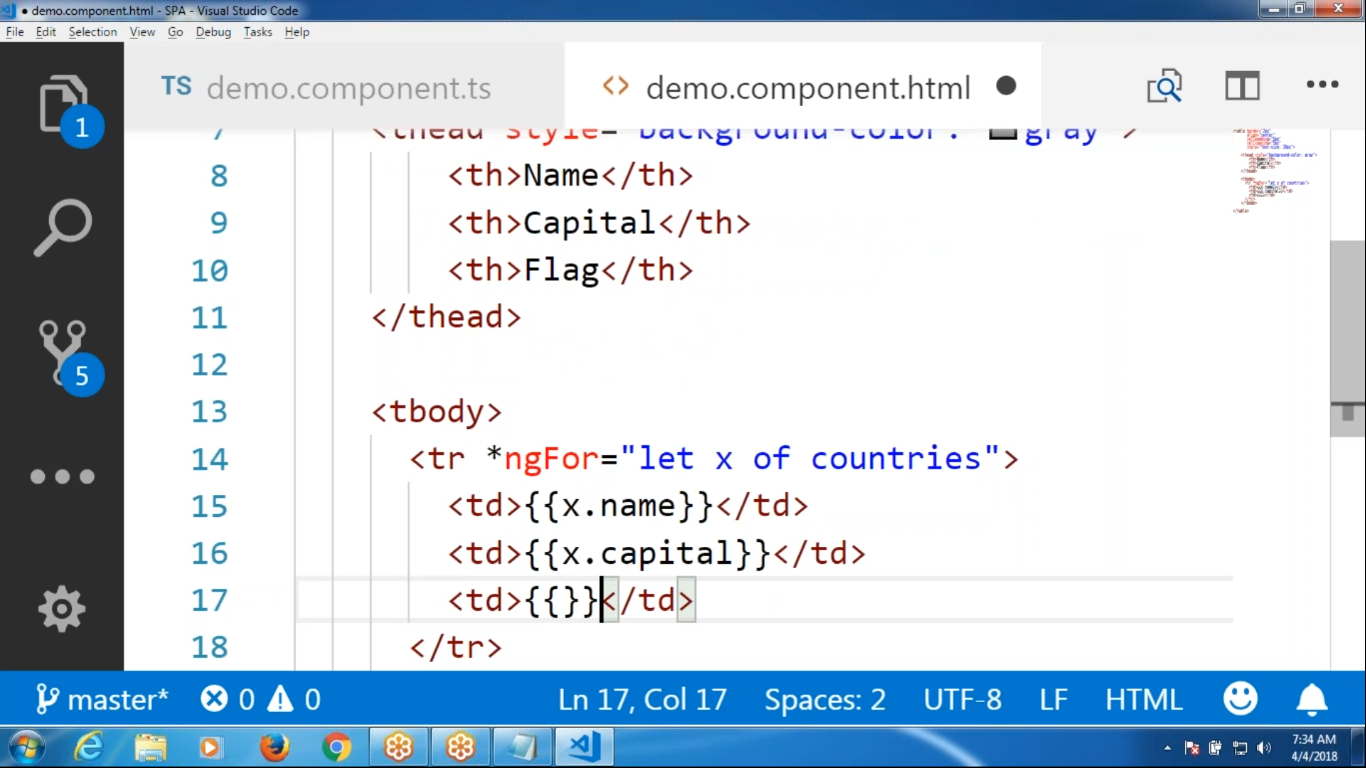 demo.component.html - SPA - Visual Studio Code
File Edit Selection View Go Debug Tasks Help
TS demo.component.ts <> demo.component.html
1
5
7 <thead style="background-color: gray">
8 <th>Name</th>
9 <th>Capital</th>
10 <th>Flag</th>
11 </thead>
12
13 <tbody>
14 <tr *ngFor="let x of countries">
15 <td>{{x.name}}</td>
16 <td>{{x.capital}}</td>
17 <td>{{}}</td>
18 </tr>
master* 0 0 Ln 17, Col 17 Spaces: 2 UTF-8 LF HTML
7:34 AM
4/4/2018